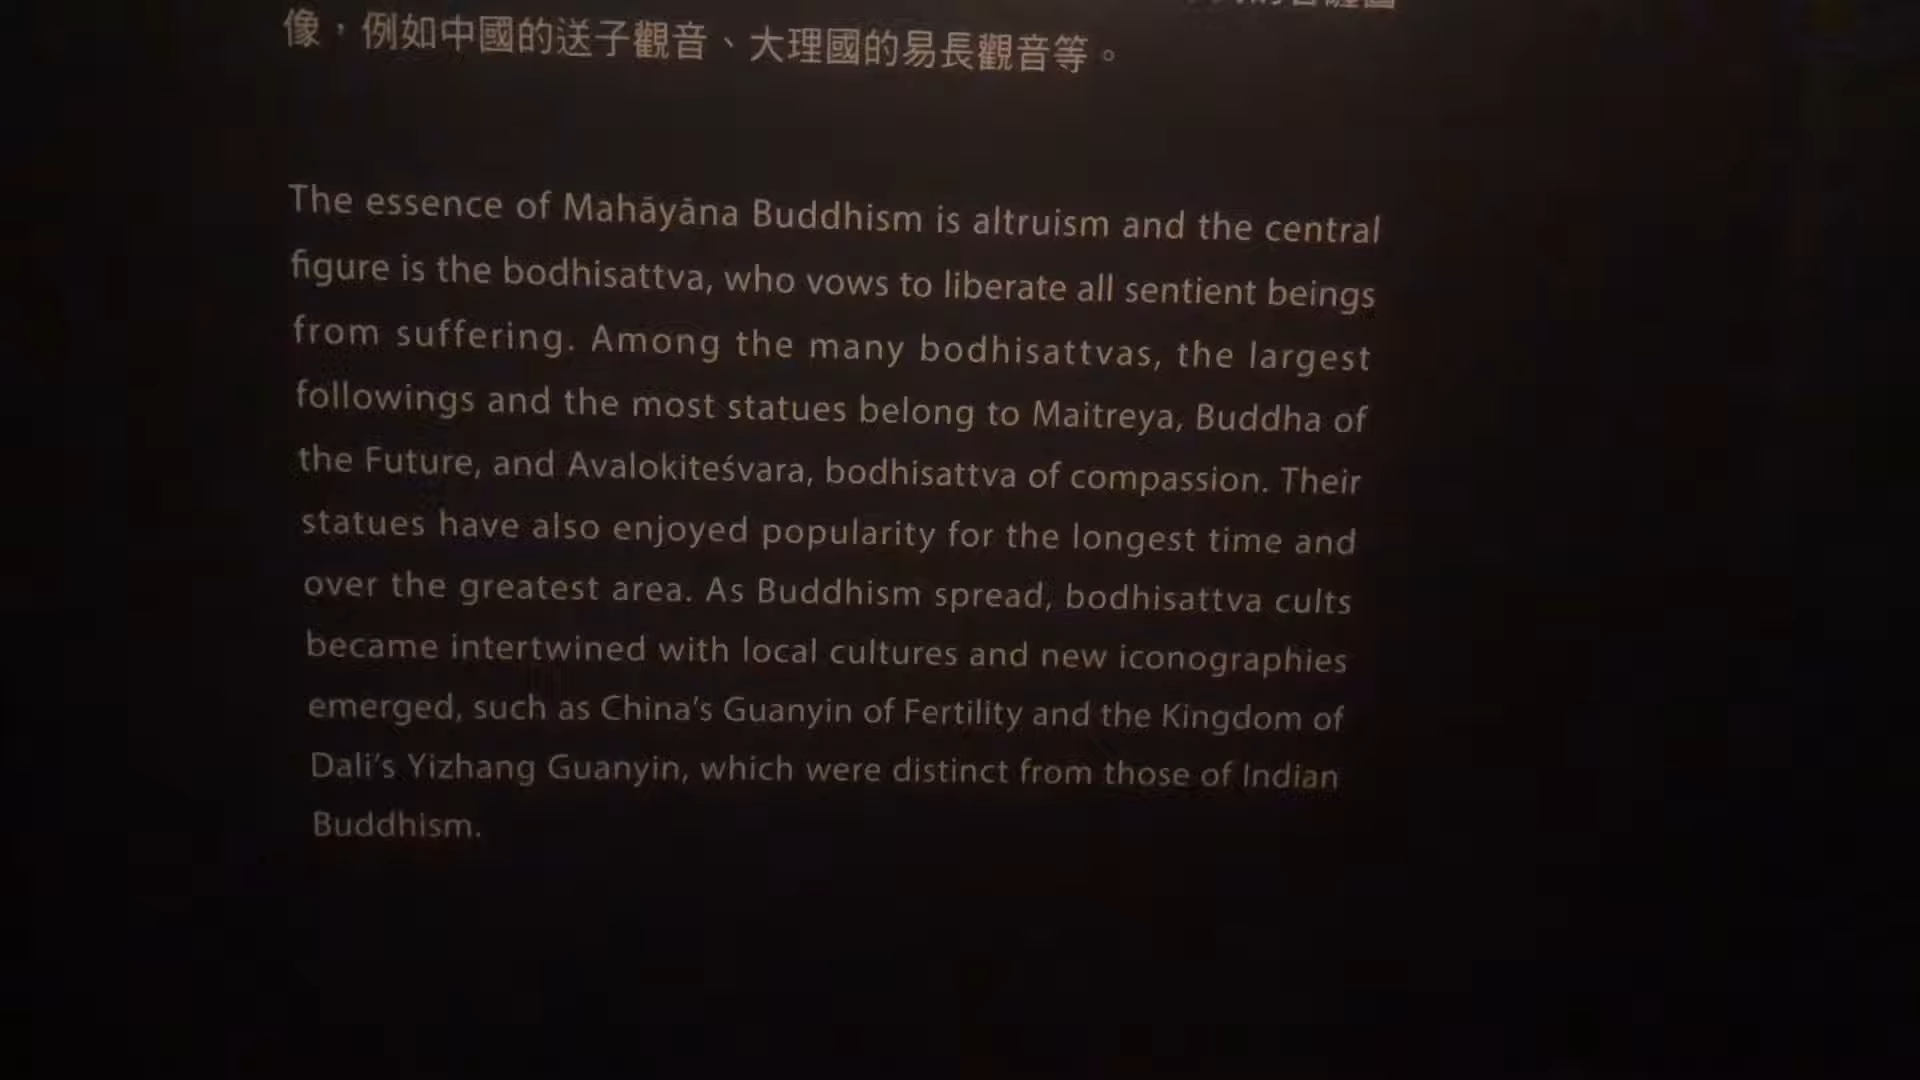 像，例如中國的送子觀音、大理國的易長觀音等。
The essence of Mahāyāna Buddhism is altruism and the central
figure is the bodhisattva, who vows to liberate all sentient beings
from suffering. Among the many bodhisattvas, the largest
followings and the most statues belong to Maitreya, Buddha of
the Future, and Avalokiteśvara, bodhisattva of compassion. Their
statues have also enjoyed popularity for the longest time and
over the greatest area. As Buddhism spread, bodhisattva cults
became intertwined with local cultures and new iconographies
emerged, such as China's Guanyin of Fertility and the Kingdom of
Dali's Yizhang Guanyin, which were distinct from those of Indian
Buddhism.